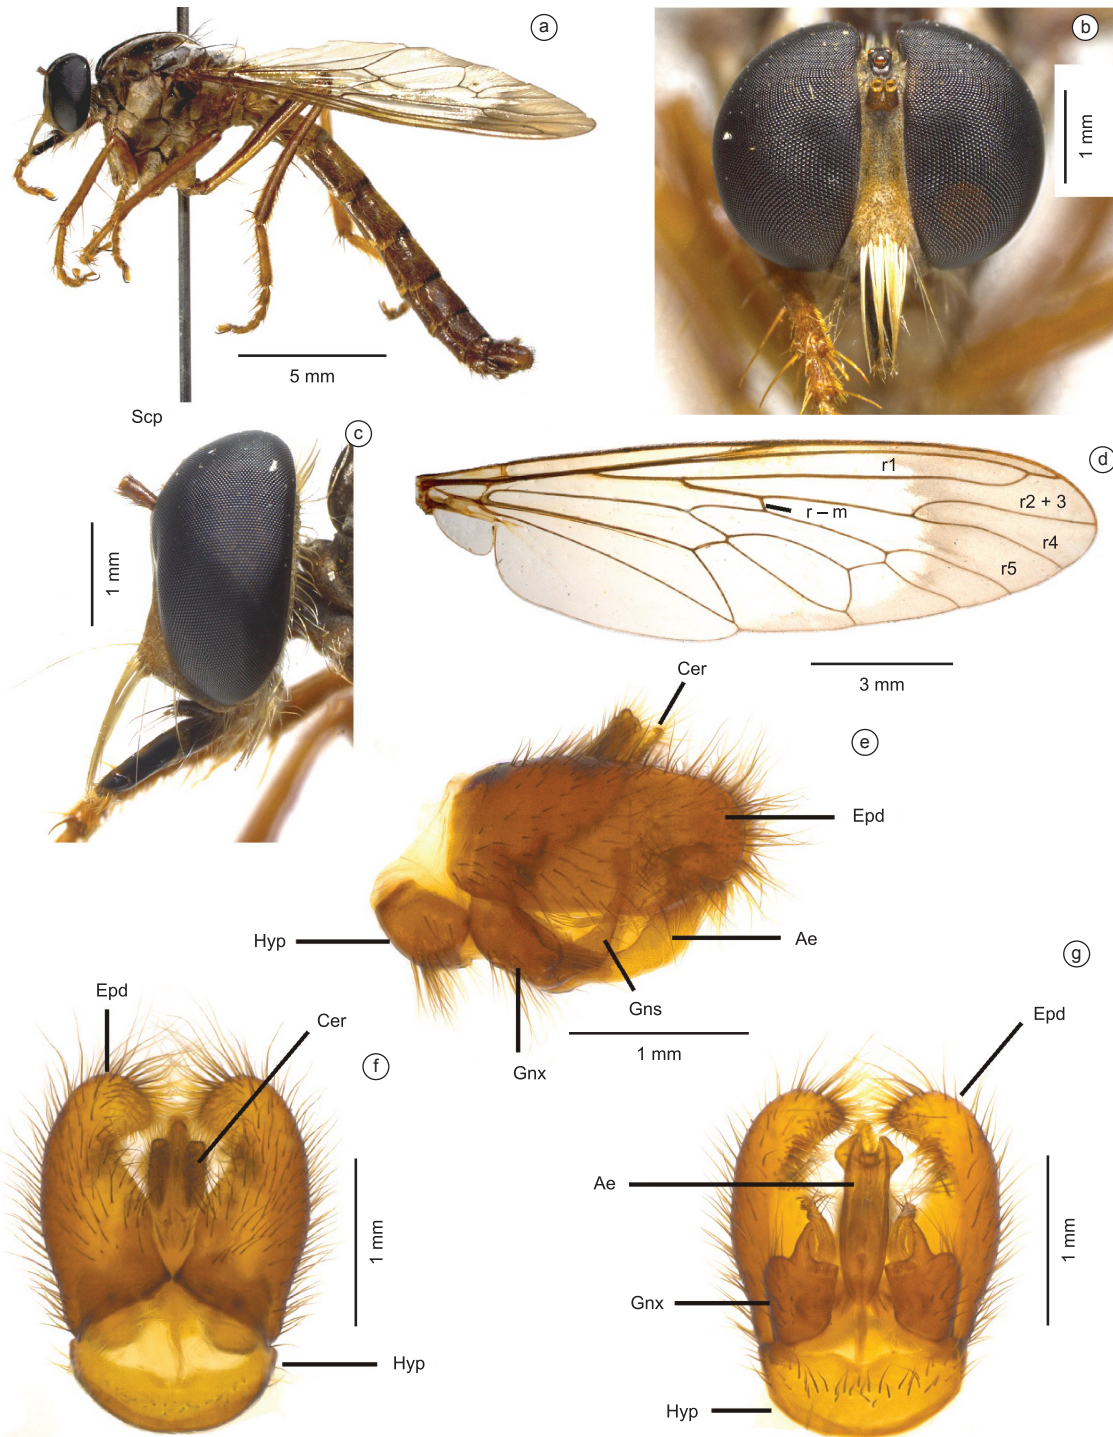 a
5 mm
b
1 mm
Scp
c
1 mm
d
r1
r2 + 3
r – m
r4
r5
3 mm
Cer
e
Epd
Hyp
Ae
Gns
Gnx
1 mm
Epd
Cer
f
1 mm
Hyp
g
Epd
Ae
1 mm
Gnx
Hyp